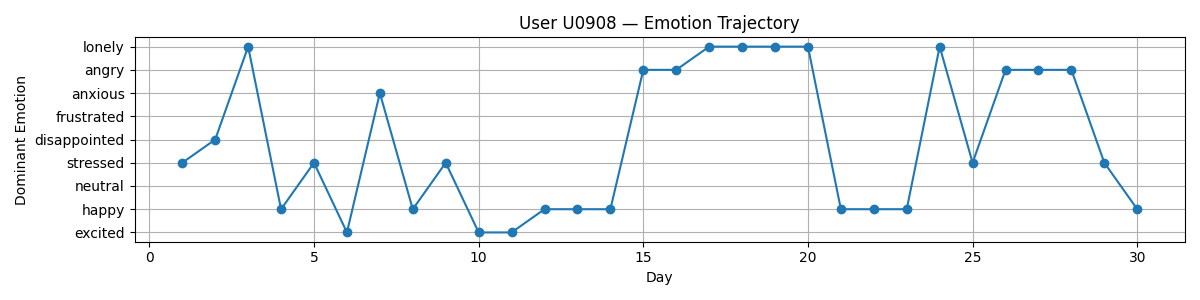 User U0908 — Emotion Trajectory
Dominant Emotion
lonely
angry
anxious
frustrated
disappointed
stressed
neutral
happy
excited
0 5 10 15 20 25 30
Day